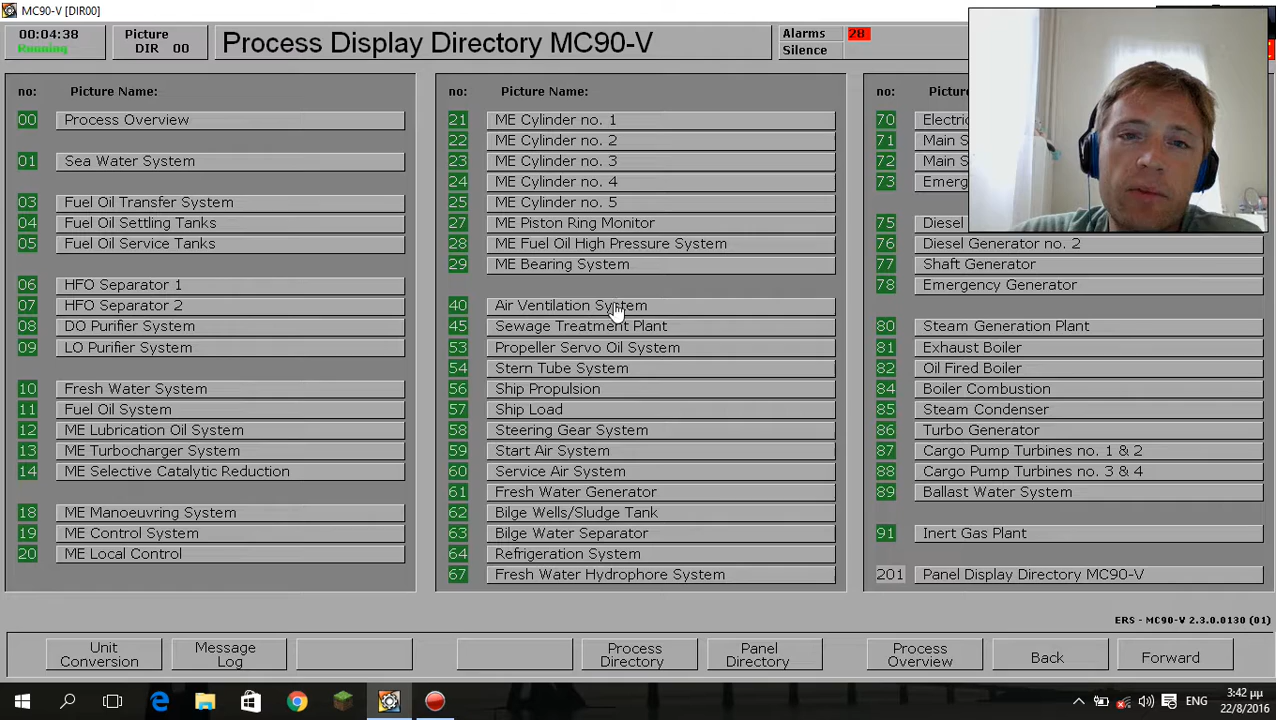 MC90-V [DIR00]
00:04:38
Running
Picture
DIR 00
Process Display Directory MC90-V
Alarms 28
Silence
no: Picture Name:
00 Process Overview
01 Sea Water System
03 Fuel Oil Transfer System
04 Fuel Oil Settling Tanks
05 Fuel Oil Service Tanks
06 HFO Separator 1
07 HFO Separator 2
08 DO Purifier System
09 LO Purifier System
10 Fresh Water System
11 Fuel Oil System
12 ME Lubrication Oil System
13 ME Turbocharger System
14 ME Selective Catalytic Reduction
18 ME Manoeuvring System
19 ME Control System
20 ME Local Control
no: Picture Name:
21 ME Cylinder no. 1
22 ME Cylinder no. 2
23 ME Cylinder no. 3
24 ME Cylinder no. 4
25 ME Cylinder no. 5
27 ME Piston Ring Monitor
28 ME Fuel Oil High Pressure System
29 ME Bearing System
40 Air Ventilation System
45 Sewage Treatment Plant
53 Propeller Servo Oil System
54 Stern Tube System
56 Ship Propulsion
57 Ship Load
58 Steering Gear System
59 Start Air System
60 Service Air System
61 Fresh Water Generator
62 Bilge Wells/Sludge Tank
63 Bilge Water Separator
64 Refrigeration System
67 Fresh Water Hydrophore System
no: Pictu
70 Electri
71 Main S
72 Main S
73 Emerg
75 Diesel
76 Diesel Generator no. 2
77 Shaft Generator
78 Emergency Generator
80 Steam Generation Plant
81 Exhaust Boiler
82 Oil Fired Boiler
84 Boiler Combustion
85 Steam Condenser
86 Turbo Generator
87 Cargo Pump Turbines no. 1 & 2
88 Cargo Pump Turbines no. 3 & 4
89 Ballast Water System
91 Inert Gas Plant
201 Panel Display Directory MC90-V
ERS - MC90-V 2.3.0.0130 (01)
Unit
Conversion
Message
Log
Process
Directory
Panel
Directory
Process
Overview
Back
Forward
ΕΝG
3:42 μμ
22/8/2016